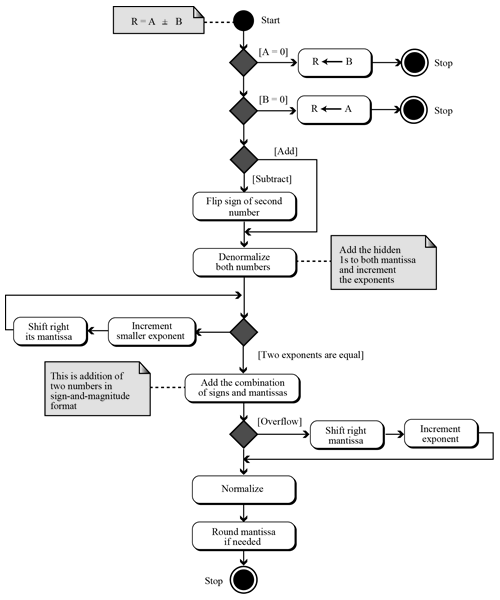 R = A ± B
Start
[A = 0]
R ← B
Stop
[B = 0]
R ← A
Stop
[Add]
[Subtract]
Flip sign of second
number
Denormalize
both numbers
Add the hidden
1s to both mantissa
and increment
the exponents
Shift right
its mantissa
Increment
smaller exponent
[Two exponents are equal]
This is addition of
two numbers in
sign-and-magnitude
format
Add the combination
of signs and mantissas
[Overflow]
Shift right
mantissa
Increment
exponent
Normalize
Round mantissa
if needed
Stop